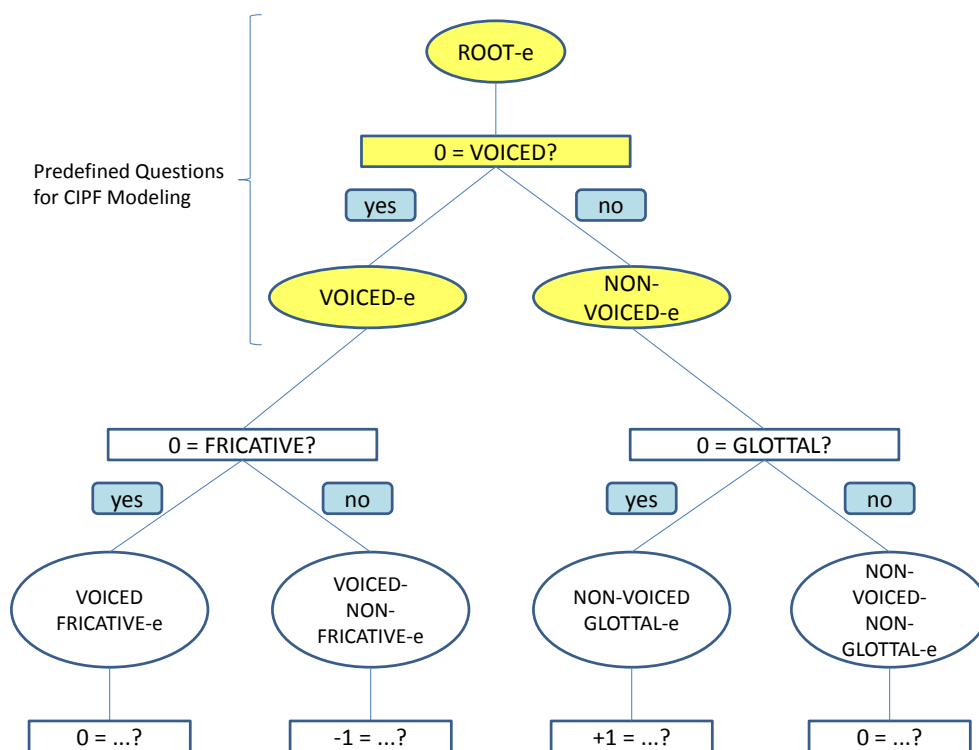 ROOT-e
0 = VOICED?
Predefined Questions
for CIPF Modeling
yes
no
VOICED-e
NON-
VOICED-e
0 = FRICATIVE?
0 = GLOTTAL?
yes
no
yes
no
VOICED
FRICATIVE-e
VOICED-
NON-
FRICATIVE-e
NON-VOICED
GLOTTAL-e
NON-
VOICED-
NON-
GLOTTAL-e
0 = ...?
-1 = ...?
+1 = ...?
0 = ...?